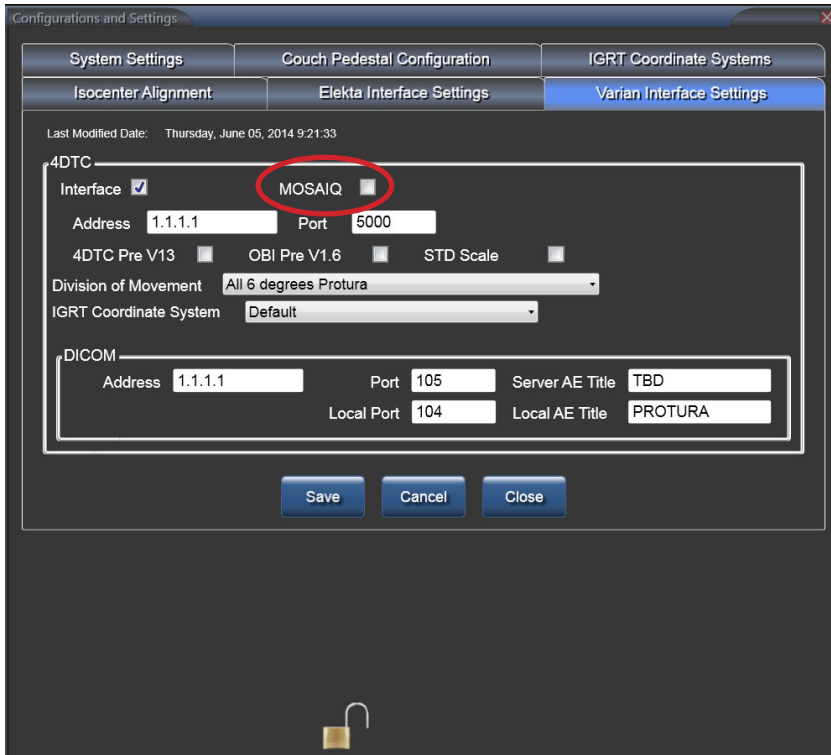 Configurations and Settings
System Settings Couch Pedestal Configuration IGRT Coordinate Systems
Isocenter Alignment Elekta Interface Settings Varian Interface Settings
Last Modified Date: Thursday, June 05, 2014 9:21:33
4DTC
Interface MOSAIQ
Address 1.1.1.1 Port 5000
4DTC Pre V13 OBI Pre V1.6 STD Scale
Division of Movement All 6 degrees Protura
IGRT Coordinate System Default
DICOM
Address 1.1.1.1 Port 105 Server AE Title TBD
Local Port 104 Local AE Title PROTURA
Save Cancel Close